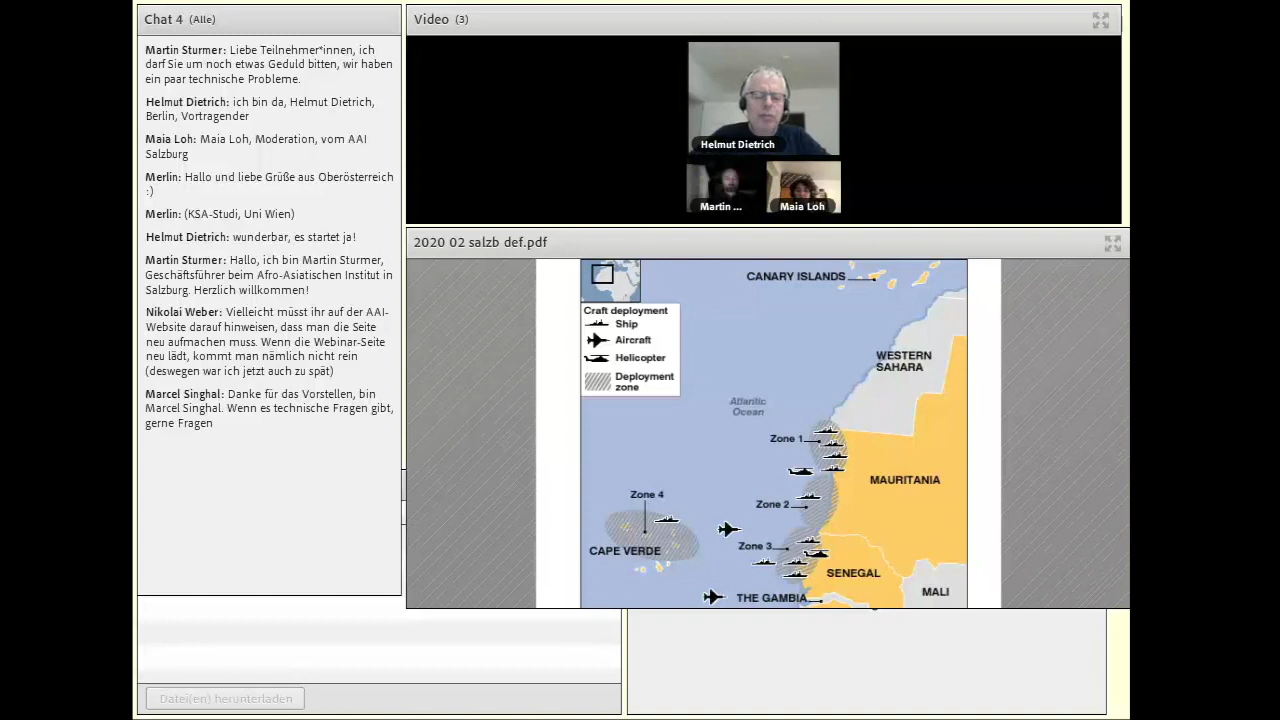 Chat 4 (Alle)
Martin Sturmer: Liebe Teilnehmer*innen, ich
darf Sie um noch etwas Geduld bitten, wir haben
ein paar technische Probleme.
Helmut Dietrich: ich bin da, Helmut Dietrich,
Berlin, Vortragender
Maia Loh: Maia Loh, Moderation, vom AAI
Salzburg
Merlin: Hallo und liebe Grüße aus Oberösterreich
:)
Merlin: (KSA-Studi, Uni Wien)
Helmut Dietrich: wunderbar, es startet ja!
Martin Sturmer: Hallo, ich bin Martin Sturmer,
Geschäftsführer beim Afro-Asiatischen Institut in
Salzburg. Herzlich willkommen!
Nikolai Weber: Vielleicht müsst ihr auf der AAI-
Website darauf hinweisen, dass man die Seite
neu aufmachen muss. Wenn die Webinar-Seite
neu lädt, kommt man nämlich nicht rein
(deswegen war ich jetzt auch zu spät)
Marcel Singhal: Danke für das Vorstellen, bin
Marcel Singhal. Wenn es technische Fragen gibt,
gerne Fragen
Datei(en) herunterladen
Video (3)
Helmut Dietrich
Martin ...
Maia Loh
2020 02 salzb def.pdf
CANARY ISLANDS
Craft deployment
Ship
Aircraft
Helicopter
Deployment
zone
WESTERN
SAHARA
Atlantic
Ocean
Zone 1
MAURITANIA
Zone 4
Zone 2
Zone 3
CAPE VERDE
SENEGAL
MALI
THE GAMBIA